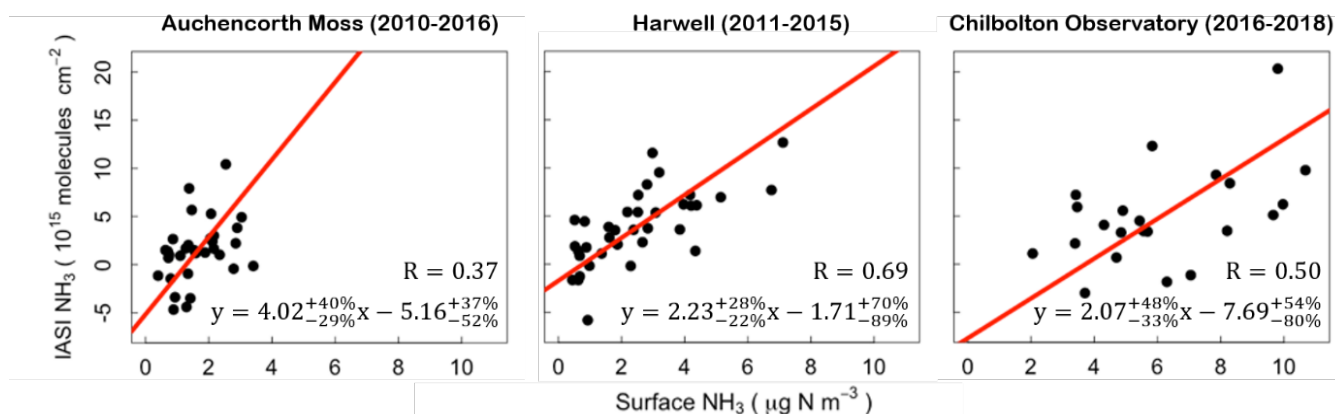 Auchencorth Moss (2010-2016)
Harwell (2011-2015)
Chilbolton Observatory (2016-2018)
IASI NH₃ ( 10¹⁵ molecules cm⁻²)
20
15
10
5
0
-5
R = 0.37
y = 4.02+40%−29%x − 5.16+37%−52%
0 2 4 6 8 10
R = 0.69
y = 2.23+28%−22%x − 1.71+70%−89%
0 2 4 6 8 10
R = 0.50
y = 2.07+48%−33%x − 7.69+54%−80%
0 2 4 6 8 10
Surface NH₃ ( μg N m⁻³)